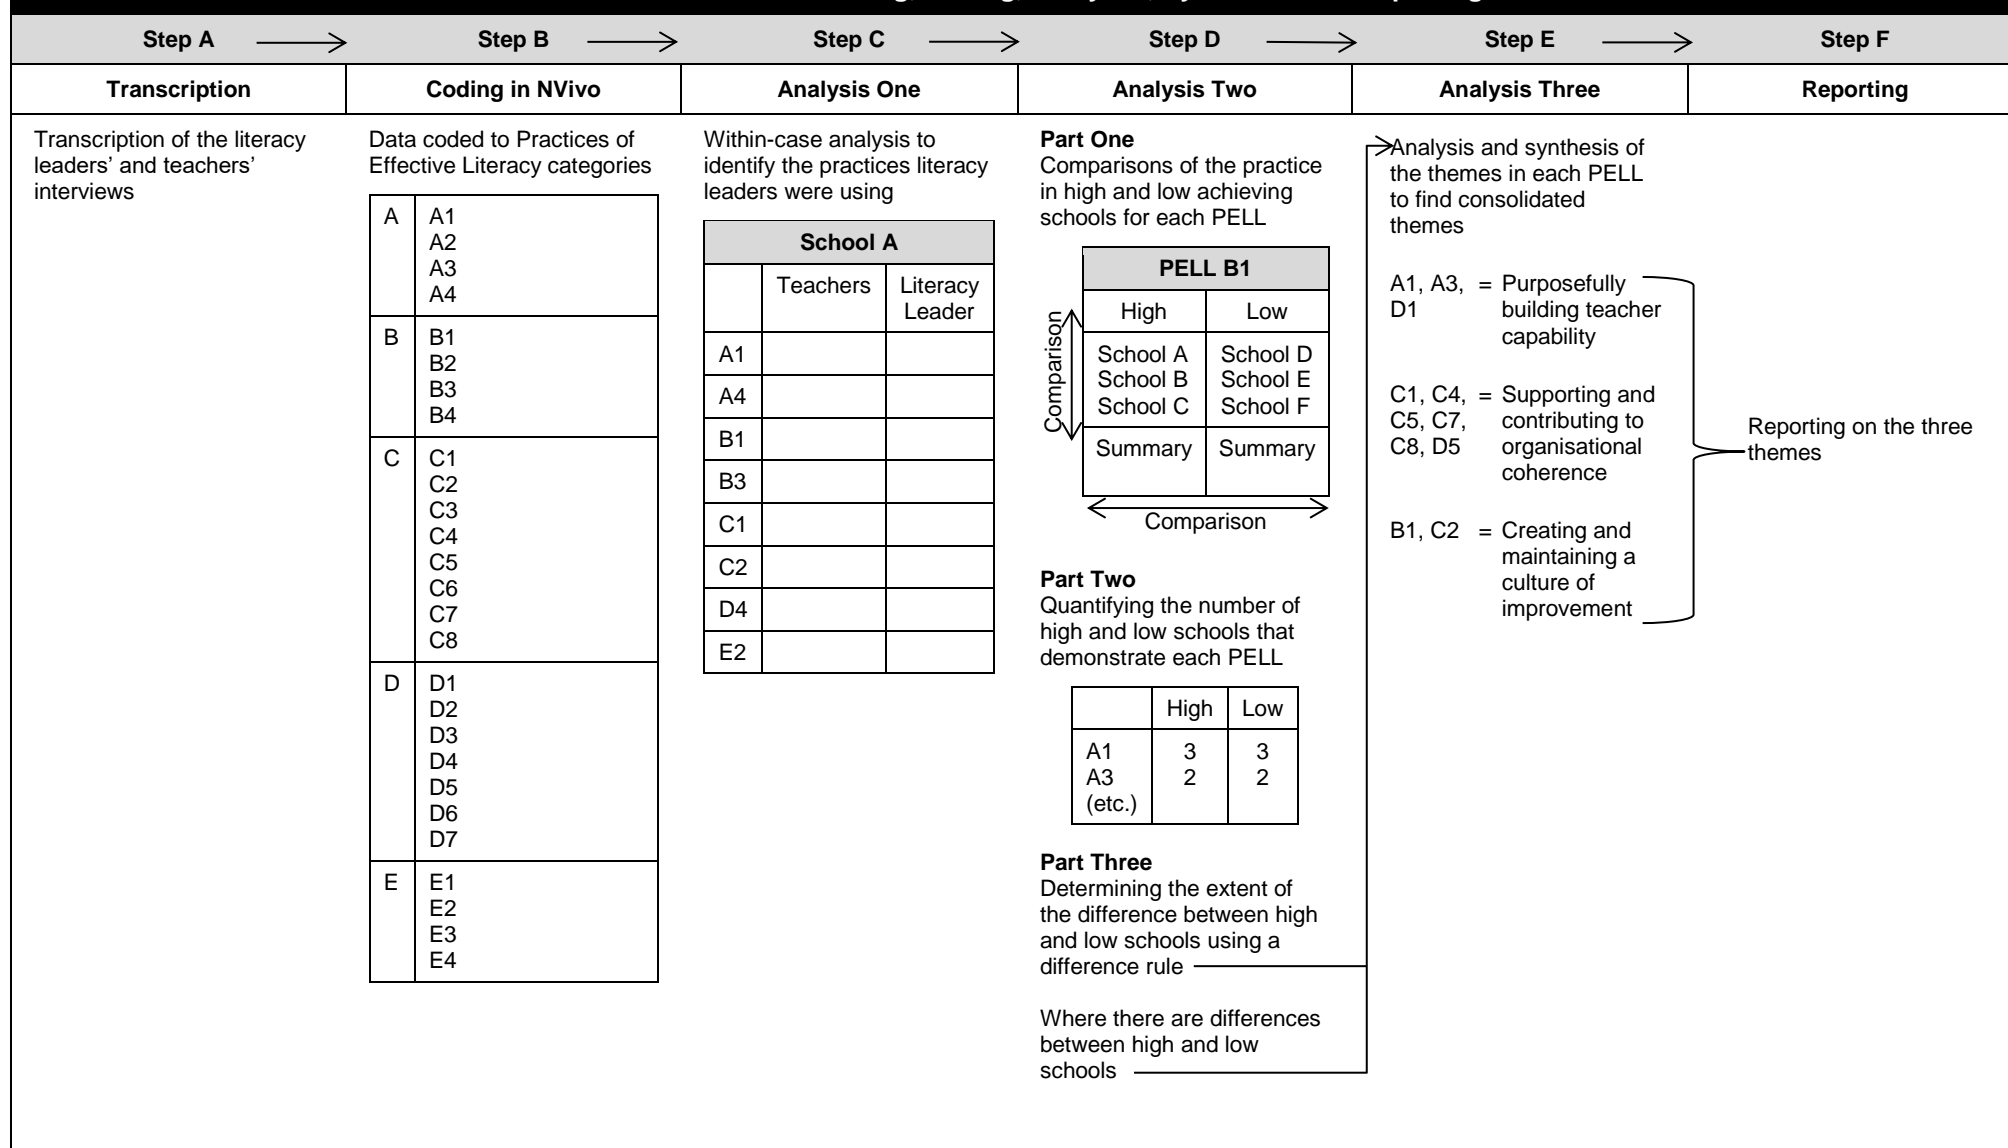 Step A
Step B
Step C
Step D
Step E
Step F
Transcription
Coding in NVivo
Analysis One
Analysis Two
Analysis Three
Reporting
Transcription of the literacy
leaders’ and teachers’
interviews
Data coded to Practices of
Effective Literacy categories
A
A1
A2
A3
A4
B
B1
B2
B3
B4
C
C1
C2
C3
C4
C5
C6
C7
C8
D
D1
D2
D3
D4
D5
D6
D7
E
E1
E2
E3
E4
Within-case analysis to
identify the practices literacy
leaders were using
School A
Teachers
Literacy
Leader
A1
A4
B1
B3
C1
C2
D4
E2
Part One
Comparisons of the practice
in high and low achieving
schools for each PELL
PELL B1
High
Low
Comparison
School A
School B
School C
School D
School E
School F
Summary
Summary
Comparison
Part Two
Quantifying the number of
high and low schools that
demonstrate each PELL
High
Low
A1 3 3
A3 2 2
(etc.)
Part Three
Determining the extent of
the difference between high
and low schools using a
difference rule
Where there are differences
between high and low
schools
Analysis and synthesis of
the themes in each PELL
to find consolidated
themes
A1, A3, = Purposefully
D1 building teacher
capability
C1, C4, = Supporting and
C5, C7, contributing to
C8, D5 organisational
coherence
B1, C2 = Creating and
maintaining a
culture of
improvement
Reporting on the three
themes